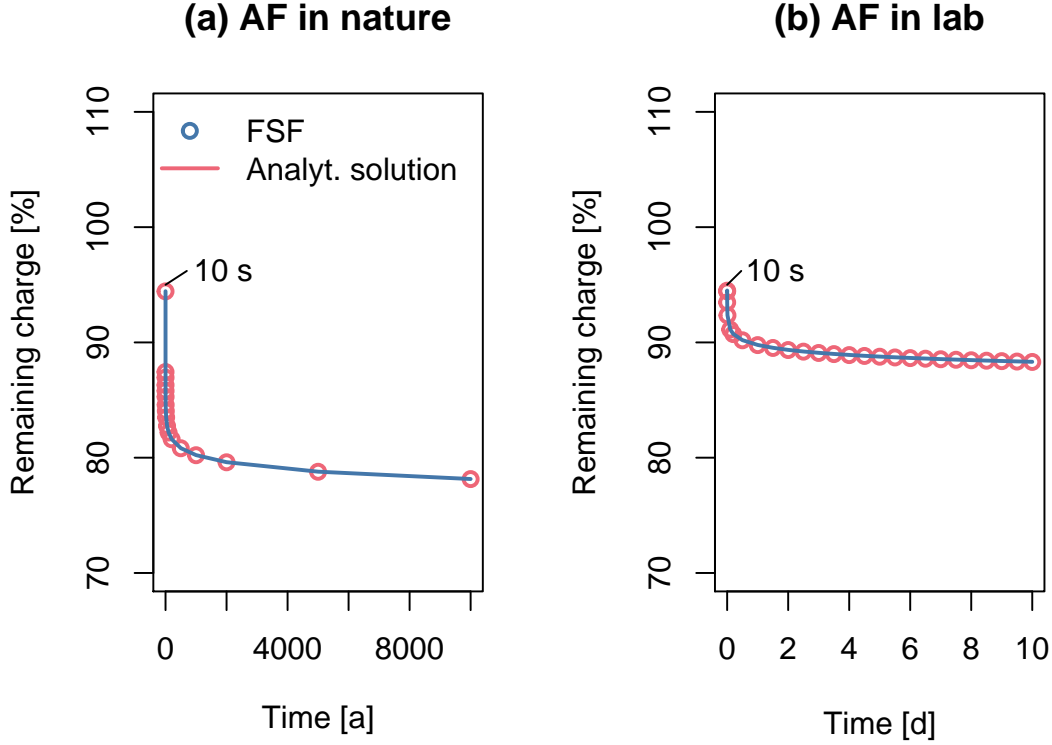 (a) AF in nature
Remaining charge [%]
110
100
90
80
70
FSF
Analyt. solution
10 s
0
4000
8000
Time [a]
(b) AF in lab
Remaining charge [%]
110
100
90
80
70
10 s
0
2
4
6
8
10
Time [d]